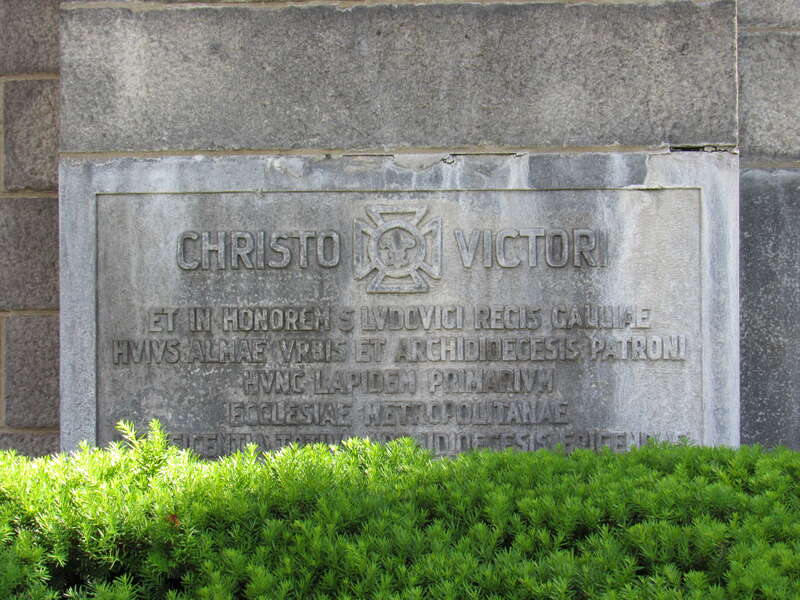 CHRISTO VICTORI
ET IN HONOREM S LVDOVICI REGIS GALLIAE
HVIVS ALMAE VRBIS ET ARCHIDIOECESIS PATRONI
HVNC LAPIDEM PRIMARIVM
ECCLESIAE METROPOLITANAE